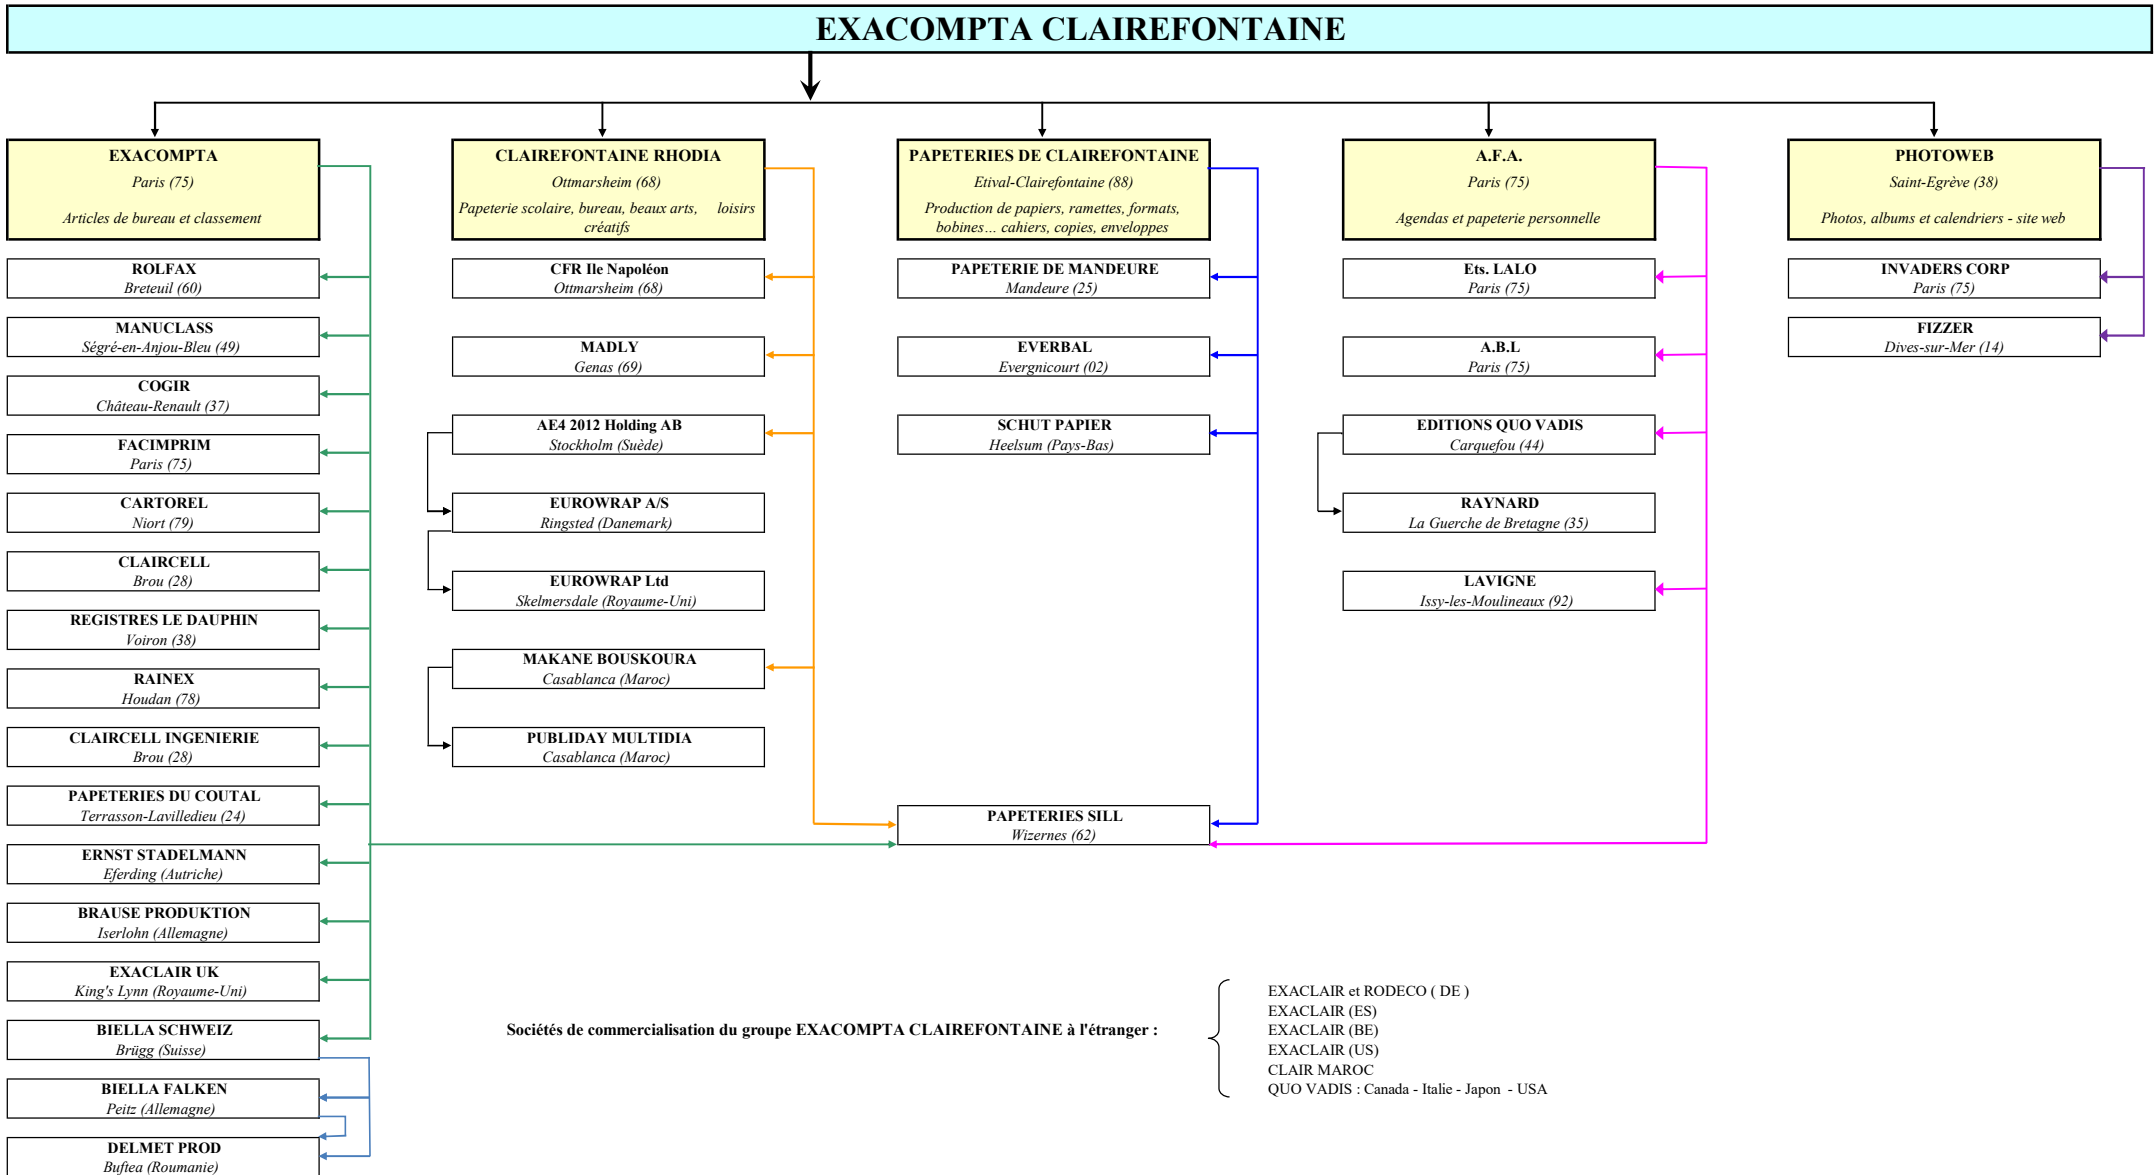 EXACOMPTA CLAIREFONTAINE
EXACOMPTA
Paris (75)
Articles de bureau et classement
ROLFAX
Breteuil (60)
MANUCLASS
Ségré-en-Anjou-Bleu (49)
COGIR
Château-Renault (37)
FACIMPRIM
Paris (75)
CARTOREL
Niort (79)
CLAIRCELL
Brou (28)
REGISTRES LE DAUPHIN
Voiron (38)
RAINEX
Houdan (78)
CLAIRCELL INGENIERIE
Brou (28)
PAPETERIES DU COUTAL
Terrasson-Lavilledieu (24)
ERNST STADELMANN
Eferding (Autriche)
BRAUSE PRODUKTION
Iserlohn (Allemagne)
EXACLAIR UK
King's Lynn (Royaume-Uni)
BIELLA SCHWEIZ
Brügg (Suisse)
BIELLA FALKEN
Peitz (Allemagne)
DELMET PROD
Buftea (Roumanie)
CLAIREFONTAINE RHODIA
Ottmarsheim (68)
Papeterie scolaire, bureau, beaux arts, loisirs
créatifs
CFR Ile Napoléon
Ottmarsheim (68)
MADLY
Genas (69)
AE4 2012 Holding AB
Stockholm (Suède)
EUROWRAP A/S
Ringsted (Danemark)
EUROWRAP Ltd
Skelmersdale (Royaume-Uni)
MAKANE BOUSKOURA
Casablanca (Maroc)
PUBLIDAY MULTIDIA
Casablanca (Maroc)
PAPETERIES DE CLAIREFONTAINE
Etival-Clairefontaine (88)
Production de papiers, ramettes, formats,
bobines… cahiers, copies, enveloppes
PAPETERIE DE MANDEURE
Mandeure (25)
EVERBAL
Evergnicourt (02)
SCHUT PAPIER
Heelsum (Pays-Bas)
PAPETERIES SILL
Wizernes (62)
A.F.A.
Paris (75)
Agendas et papeterie personnelle
Ets. LALO
Paris (75)
A.B.L
Paris (75)
EDITIONS QUO VADIS
Carquefou (44)
RAYNARD
La Guerche de Bretagne (35)
LAVIGNE
Issy-les-Moulineaux (92)
PHOTOWEB
Saint-Egrève (38)
Photos, albums et calendriers - site web
INVADERS CORP
Paris (75)
FIZZER
Dives-sur-Mer (14)
Sociétés de commercialisation du groupe EXACOMPTA CLAIREFONTAINE à l'étranger :
EXACLAIR et RODECO ( DE )
EXACLAIR (ES)
EXACLAIR (BE)
EXACLAIR (US)
CLAIR MAROC
QUO VADIS : Canada - Italie - Japon - USA